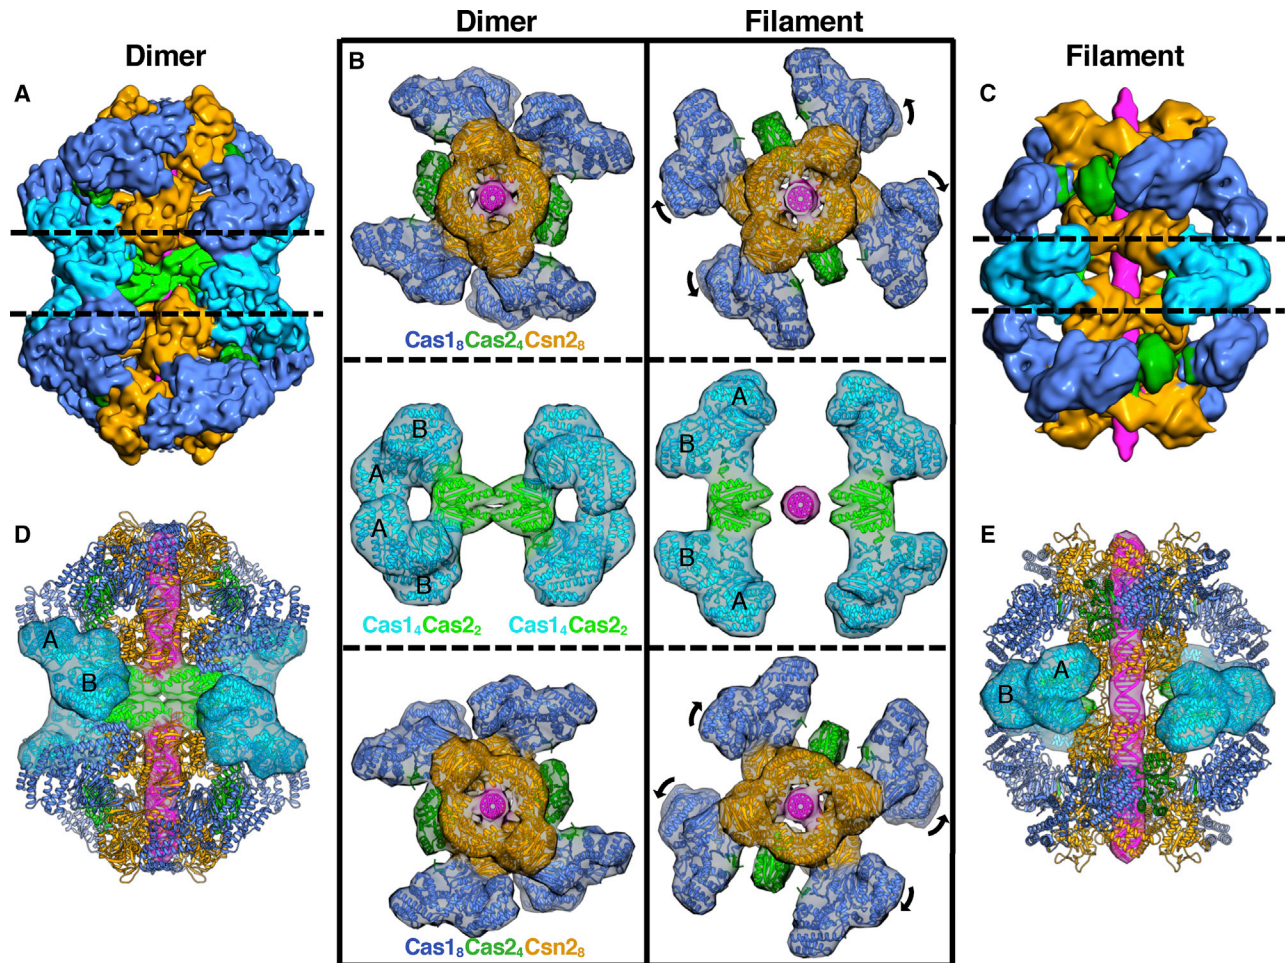 Dimer
Filament
Dimer
Filament
A
B
C
Cas1₈Cas2₄Csn2₈
B
A
A
B
A
B
B
A
Cas1₄Cas2₂
Cas1₄Cas2₂
D
A
B
E
A
B
Cas1₈Cas2₄Csn2₈